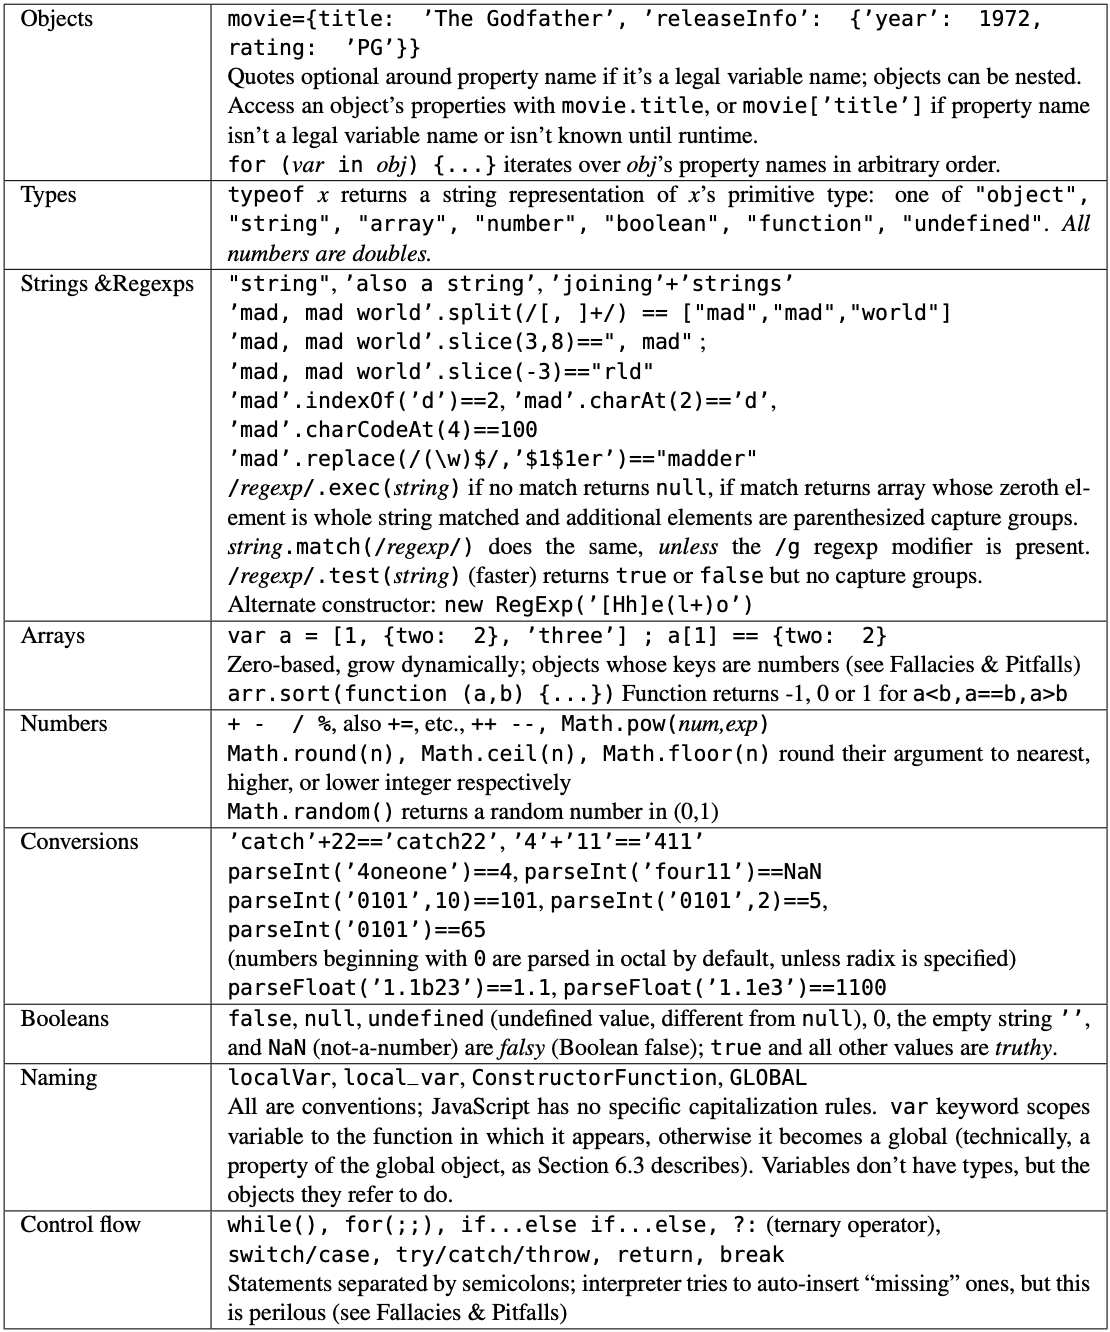 Objects
movie={title: ’The Godfather’, ’releaseInfo’: {’year’: 1972,
rating: ’PG’}}
Quotes optional around property name if it’s a legal variable name; objects can be nested.
Access an object’s properties with movie.title, or movie[’title’] if property name
isn’t a legal variable name or isn’t known until runtime.
for (var in obj) {...} iterates over obj’s property names in arbitrary order.
Types
typeof x returns a string representation of x’s primitive type: one of "object",
"string", "array", "number", "boolean", "function", "undefined". All
numbers are doubles.
Strings &Regexps
"string", ’also a string’, ’joining’+’strings’
’mad, mad world’.split(/[, ]+/) == ["mad","mad","world"]
’mad, mad world’.slice(3,8)==", mad" ;
’mad, mad world’.slice(-3)=="rld"
’mad’.indexOf(’d’)==2, ’mad’.charAt(2)==’d’,
’mad’.charCodeAt(4)==100
’mad’.replace(/(\w)$/,’$1$1er’)=="madder"
/regexp/.exec(string) if no match returns null, if match returns array whose zeroth el-
ement is whole string matched and additional elements are parenthesized capture groups.
string.match(/regexp/) does the same, unless the /g regexp modifier is present.
/regexp/.test(string) (faster) returns true or false but no capture groups.
Alternate constructor: new RegExp(’[Hh]e(l+)o’)
Arrays
var a = [1, {two: 2}, ’three’] ; a[1] == {two: 2}
Zero-based, grow dynamically; objects whose keys are numbers (see Fallacies & Pitfalls)
arr.sort(function (a,b) {...}) Function returns -1, 0 or 1 for a<b,a==b,a>b
Numbers
+ - / %, also +=, etc., ++ --, Math.pow(num,exp)
Math.round(n), Math.ceil(n), Math.floor(n) round their argument to nearest,
higher, or lower integer respectively
Math.random() returns a random number in (0,1)
Conversions
’catch’+22==’catch22’, ’4’+’11’==’411’
parseInt(’4oneone’)==4, parseInt(’four11’)==NaN
parseInt(’0101’,10)==101, parseInt(’0101’,2)==5,
parseInt(’0101’)==65
(numbers beginning with 0 are parsed in octal by default, unless radix is specified)
parseFloat(’1.1b23’)==1.1, parseFloat(’1.1e3’)==1100
Booleans
false, null, undefined (undefined value, different from null), 0, the empty string ’’,
and NaN (not-a-number) are falsy (Boolean false); true and all other values are truthy.
Naming
localVar, local_var, ConstructorFunction, GLOBAL
All are conventions; JavaScript has no specific capitalization rules. var keyword scopes
variable to the function in which it appears, otherwise it becomes a global (technically, a
property of the global object, as Section 6.3 describes). Variables don’t have types, but the
objects they refer to do.
Control flow
while(), for(;;), if...else if...else, ?: (ternary operator),
switch/case, try/catch/throw, return, break
Statements separated by semicolons; interpreter tries to auto-insert “missing” ones, but this
is perilous (see Fallacies & Pitfalls)